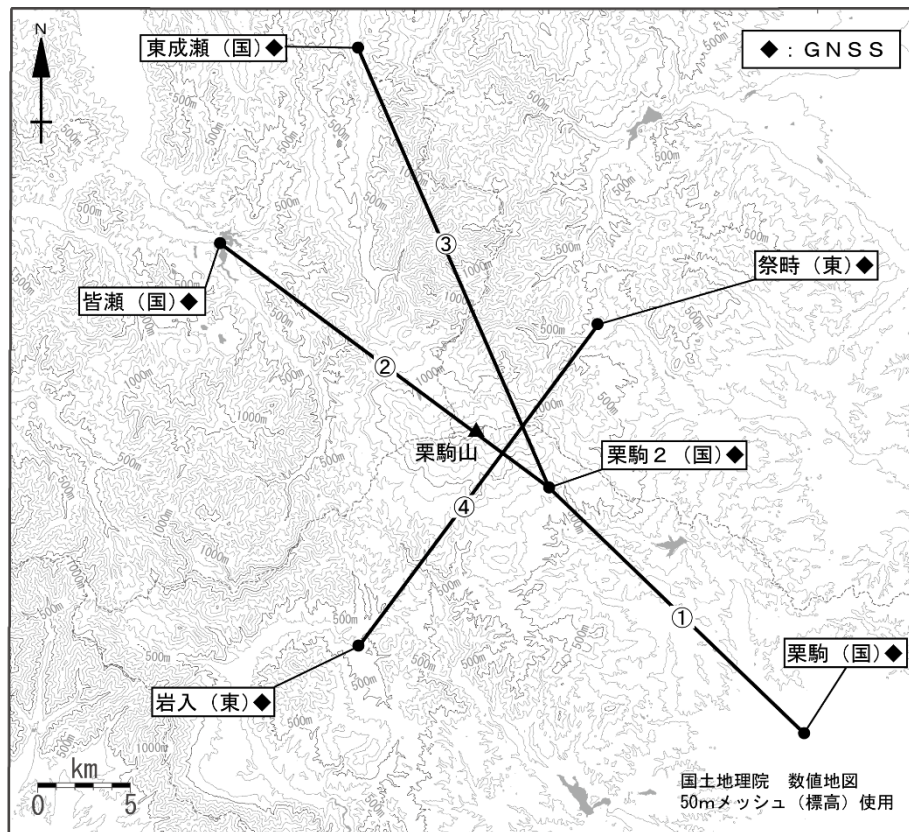 N
東成瀬（国）◆
◆：ＧＮＳＳ
③
祭時（東）◆
皆瀬（国）◆
②
栗駒山
栗駒２（国）◆
④
①
栗駒（国）◆
岩入（東）◆
km
0 5
国土地理院 数値地図
50mメッシュ（標高）使用
500m
1000m